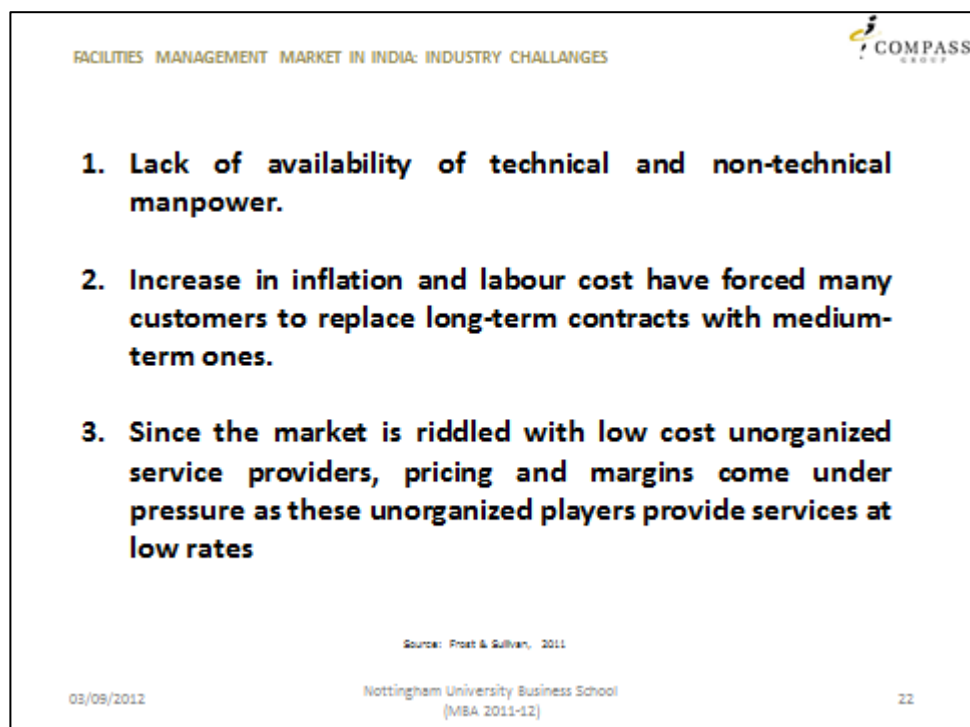 FACILITIES MANAGEMENT MARKET IN INDIA: INDUSTRY CHALLANGES
COMPASS
GROUP
1. Lack of availability of technical and non-technical
manpower.
2. Increase in inflation and labour cost have forced many
customers to replace long-term contracts with medium-
term ones.
3. Since the market is riddled with low cost unorganized
service providers, pricing and margins come under
pressure as these unorganized players provide services at
low rates
Source: Frost & Sullivan, 2011
03/09/2012
Nottingham University Business School
(MBA 2011-12)
22